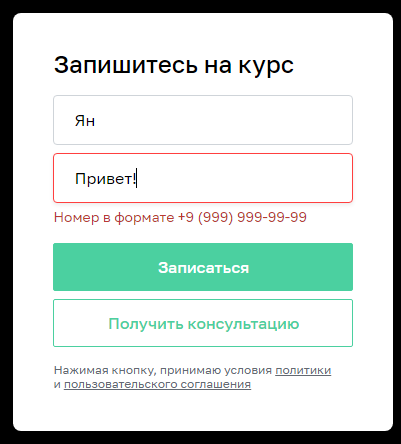 Запишитесь на курс
Ян
Привет!
Номер в формате +9 (999) 999-99-99
Записаться
Получить консультацию
Нажимая кнопку, принимаю условия политики
и пользовательского соглашения